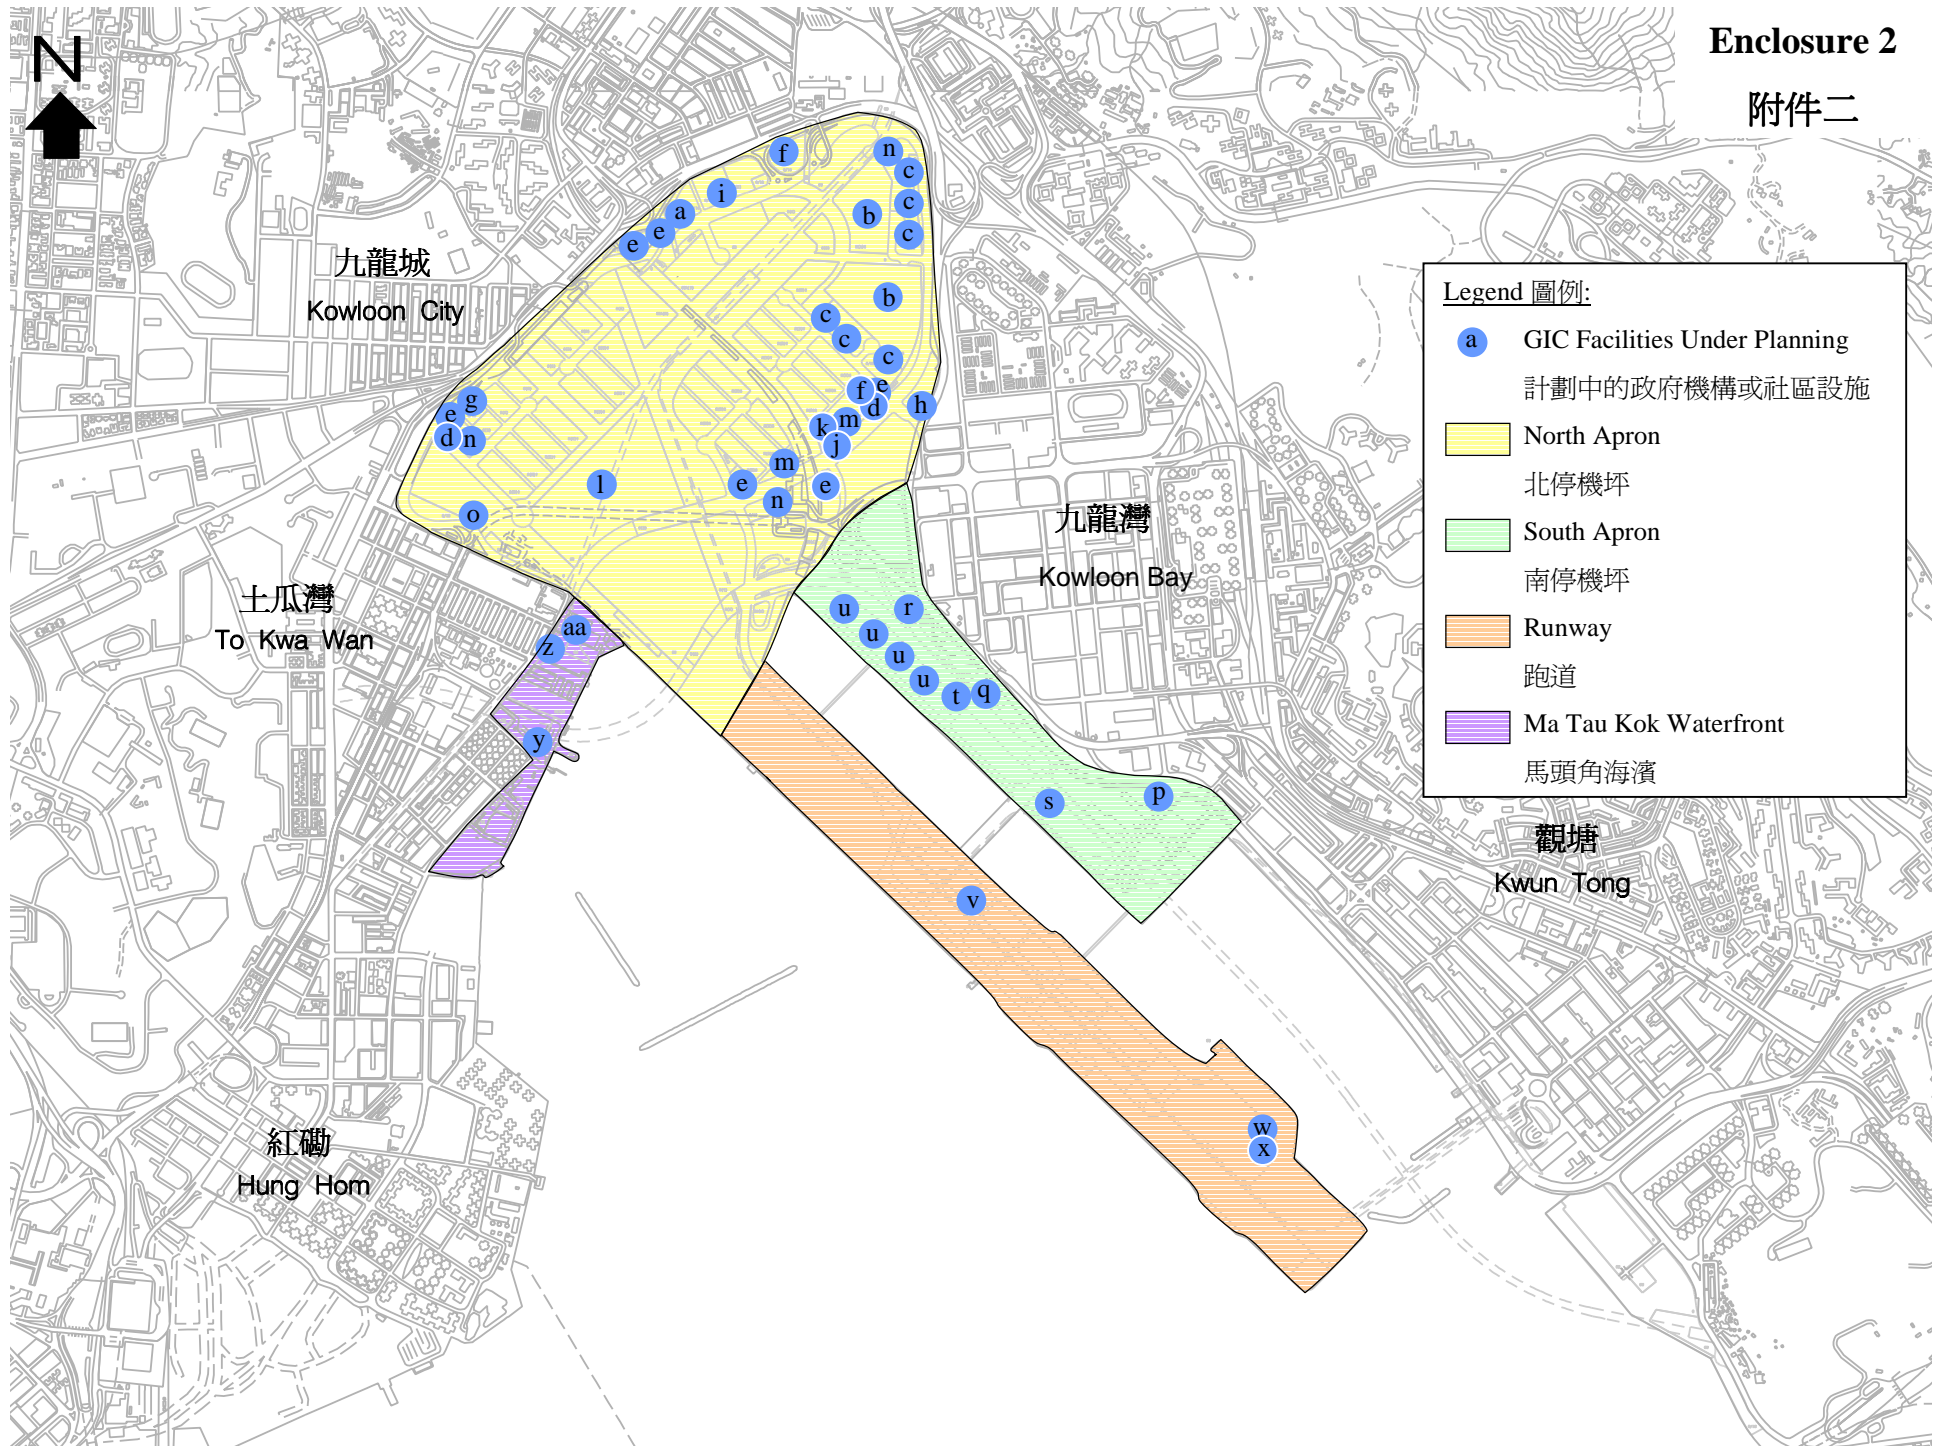 Enclosure 2
附件二
N
f
n
c
i
c
a
b
e
c
e
九龍城
Kowloon City
b
c
c
c
f e
d
h
g
e
d n
m
k
j
m
l
e
e
n
o
九龍灣
Kowloon Bay
土瓜灣
To Kwa Wan
aa
z
y
u
r
u
u
u
t q
s
p
v
w
x
觀塘
Kwun Tong
紅磡
Hung Hom
Legend 圖例:
a GIC Facilities Under Planning
計劃中的政府機構或社區設施
North Apron
北停機坪
South Apron
南停機坪
Runway
跑道
Ma Tau Kok Waterfront
馬頭角海濱